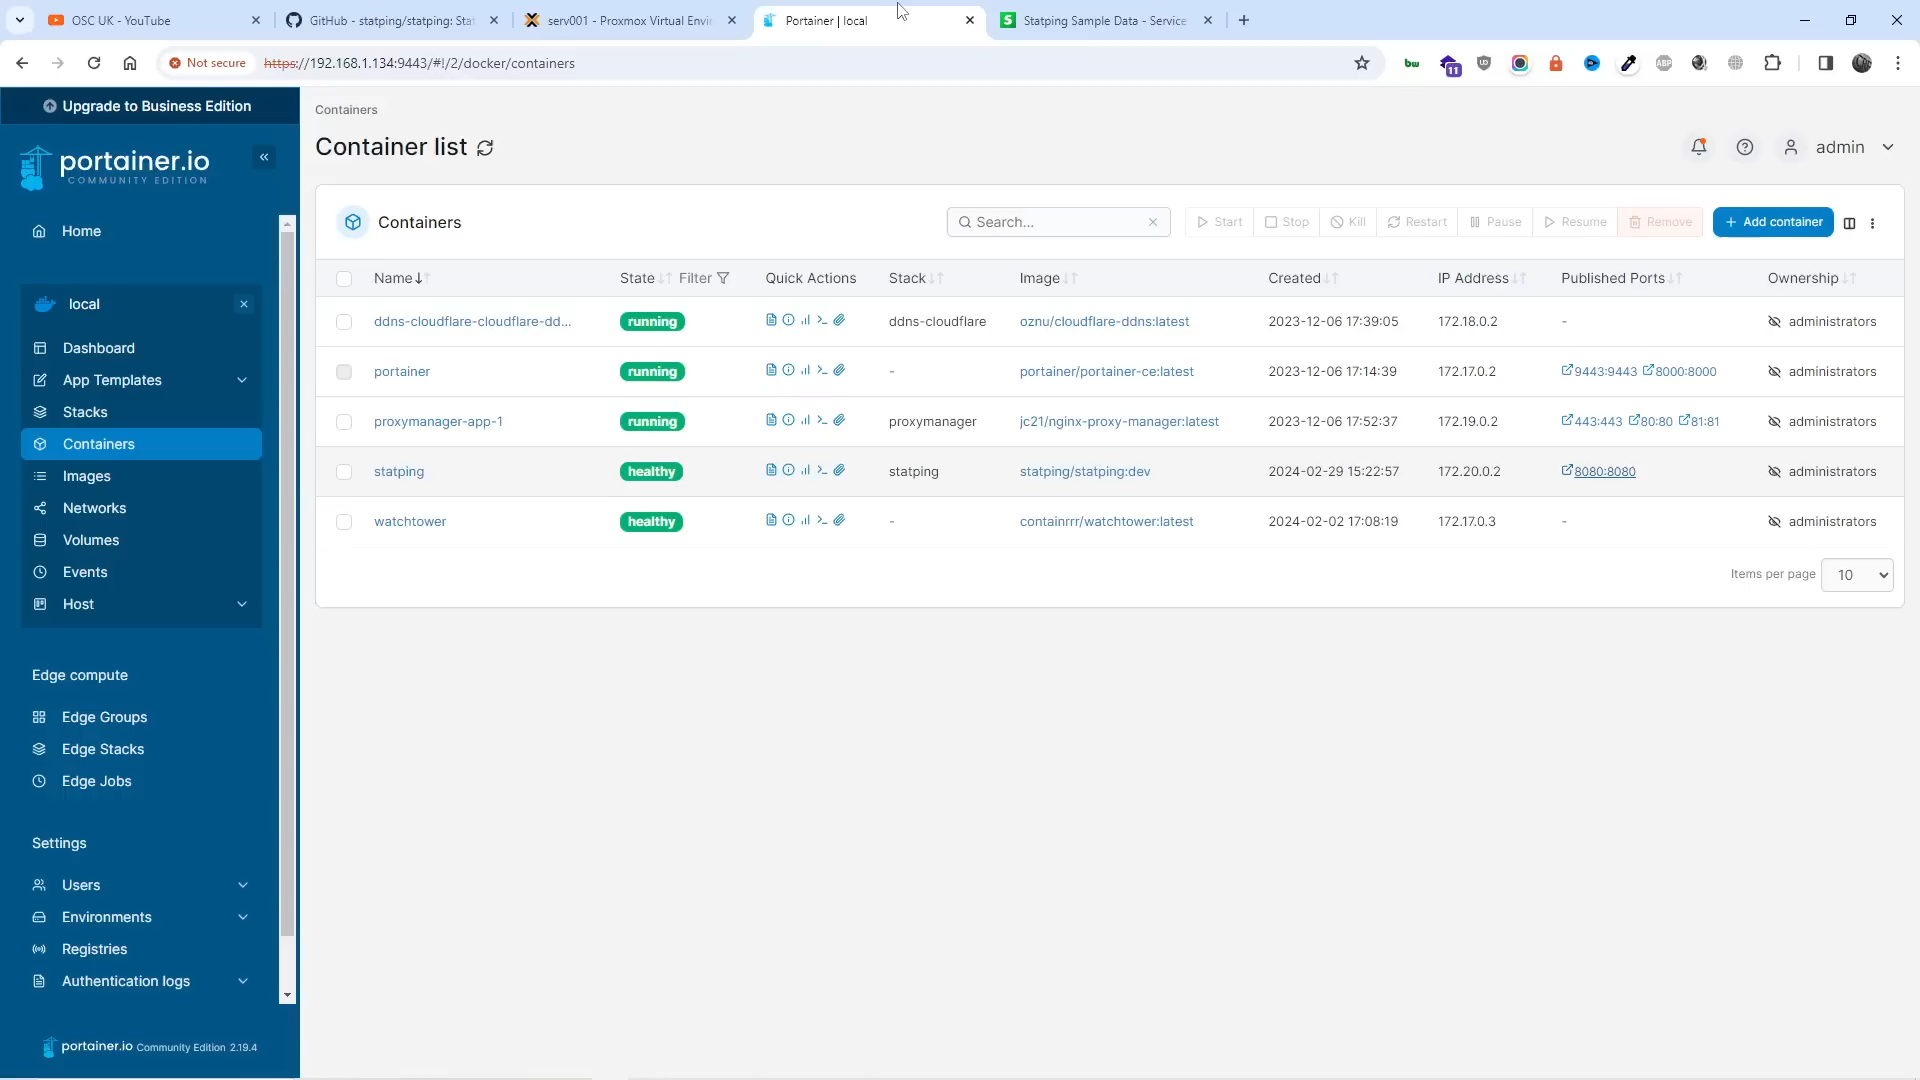 OSC UK - YouTube
GitHub - statping/statping: Stat
serv001 - Proxmox Virtual Envi
Portainer | local
Statping Sample Data - Service
Not secure
https://192.168.1.134:9443/#!/2/docker/containers
bw
11
UD
ABP
Upgrade to Business Edition
portainer.io
COMMUNITY EDITION
Home
local
Dashboard
App Templates
Stacks
Containers
Images
Networks
Volumes
Events
Host
Edge compute
Edge Groups
Edge Stacks
Edge Jobs
Settings
Users
Environments
Registries
Authentication logs
portainer.io Community Edition 2.19.4
Containers
Container list
admin
Containers
Search...
Start
Stop
Kill
Restart
Pause
Resume
Remove
Add container
Name State Filter Quick Actions Stack Image Created IP Address Published Ports Ownership
ddns-cloudflare-cloudflare-dd... running ddns-cloudflare oznu/cloudflare-ddns:latest 2023-12-06 17:39:05 172.18.0.2 - administrators
portainer running - portainer/portainer-ce:latest 2023-12-06 17:14:39 172.17.0.2 9443:9443 8000:8000 administrators
proxymanager-app-1 running proxymanager jc21/nginx-proxy-manager:latest 2023-12-06 17:52:37 172.19.0.2 443:443 80:80 81:81 administrators
statping healthy statping statping/statping:dev 2024-02-29 15:22:57 172.20.0.2 8080:8080 administrators
watchtower healthy - containrrr/watchtower:latest 2024-02-02 17:08:19 172.17.0.3 - administrators
Items per page 10